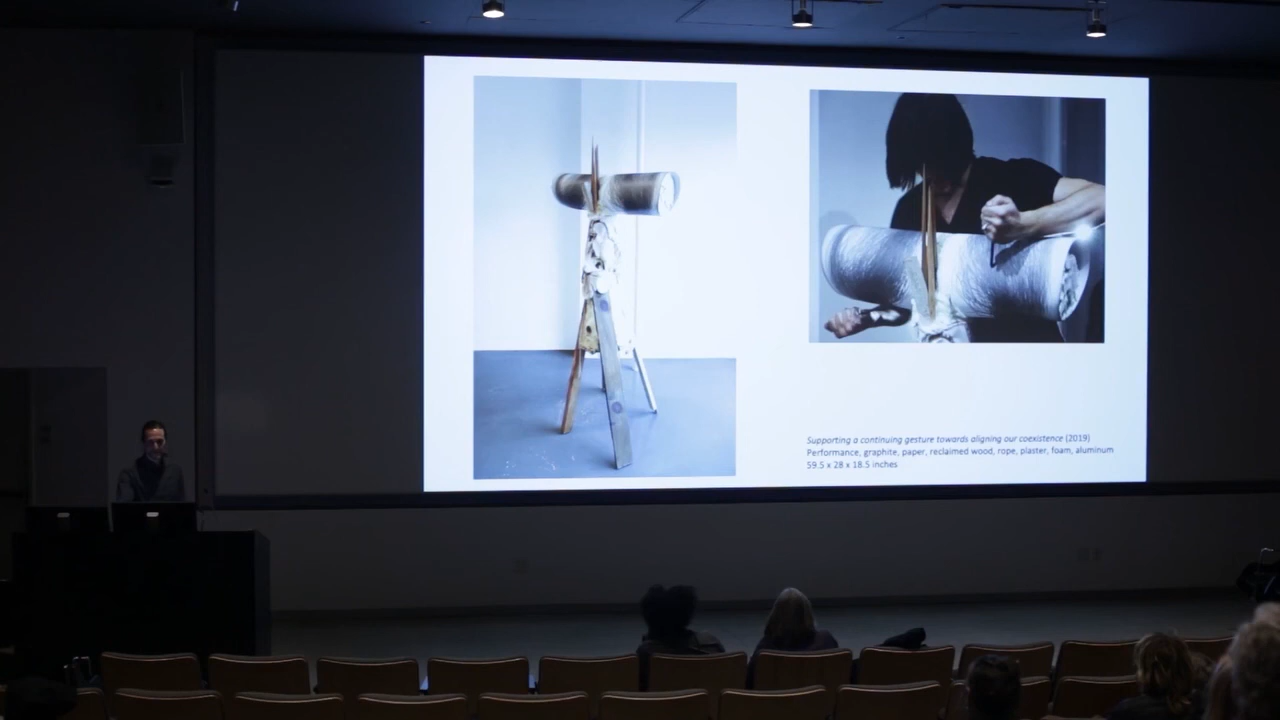 Supporting a continuing gesture towards aligning our coexistence (2019)
Performance, graphite, paper, reclaimed wood, rope, plaster, foam, aluminum
59.5 x 28 x 18.5 inches